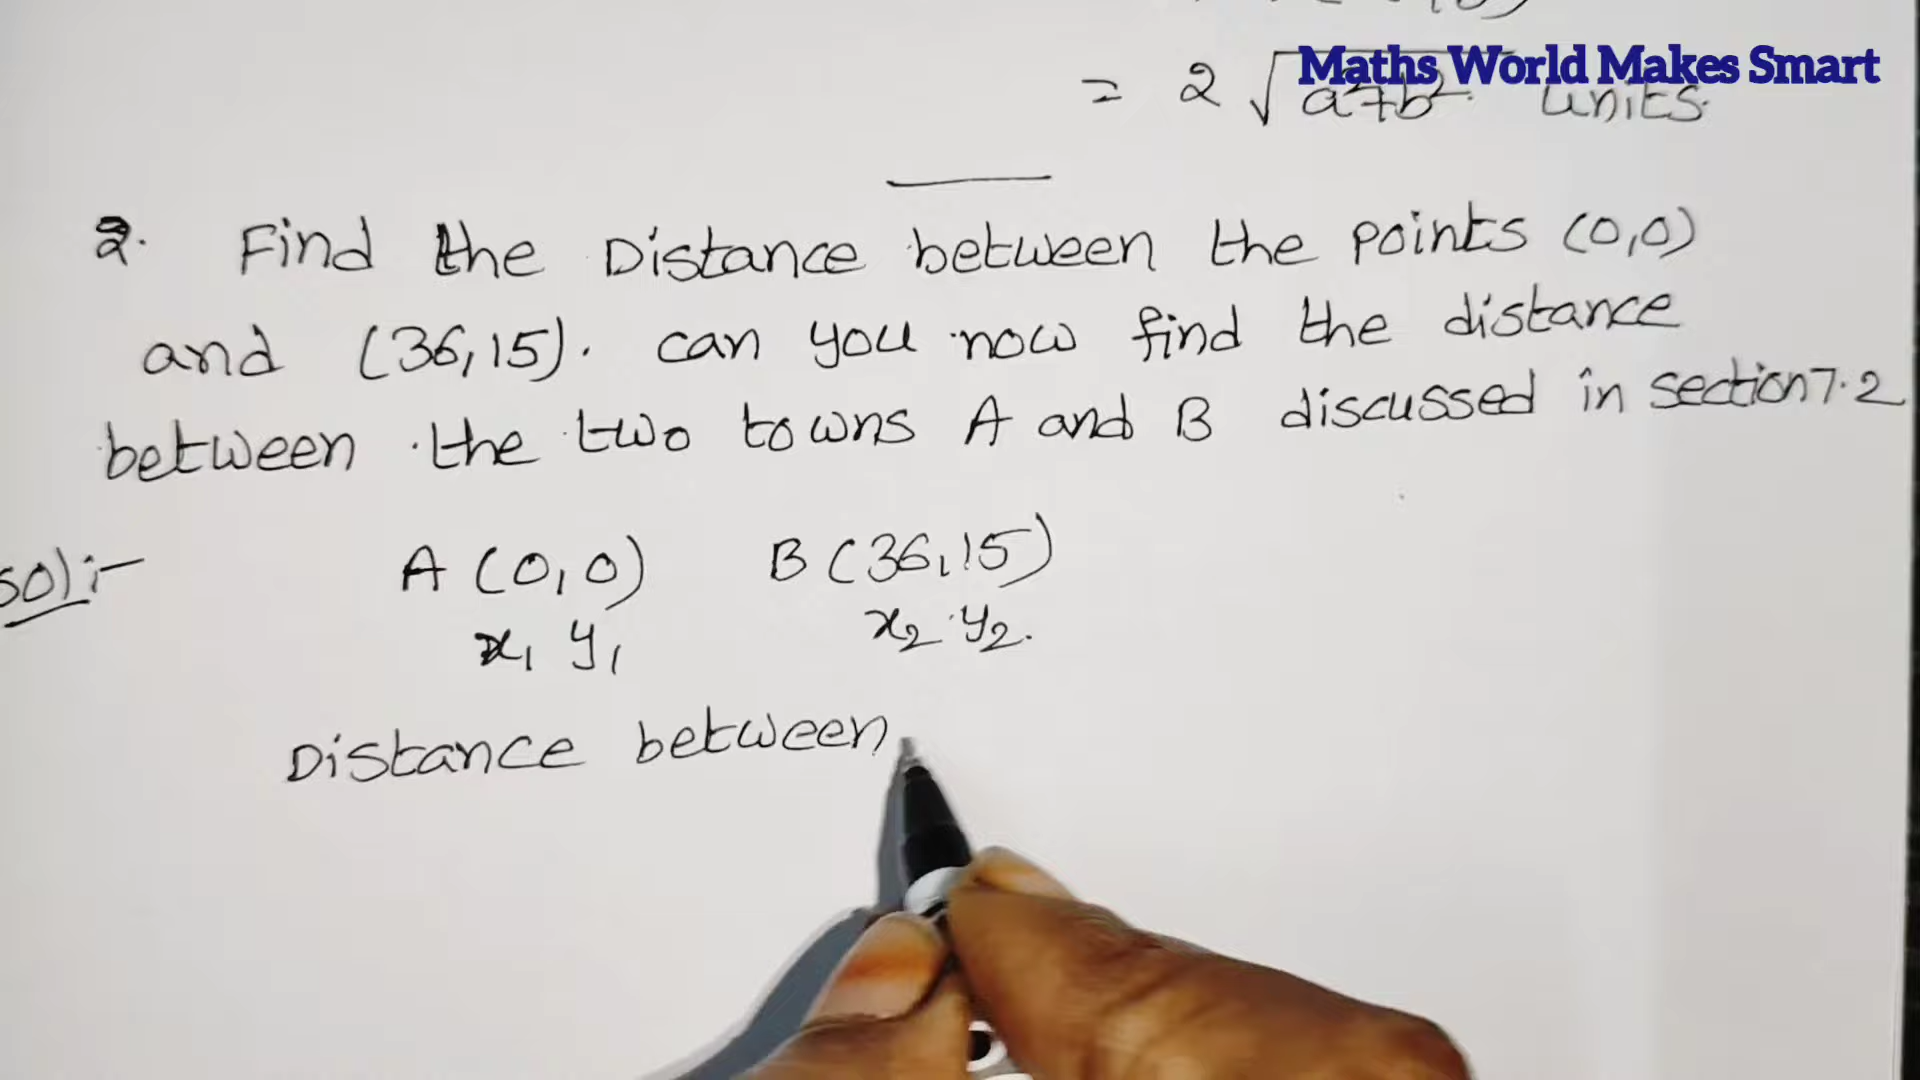 Maths World Makes Smart
= 2 √a²+b² units.
2. Find the Distance between the points (0,0)
and (36,15). can you now find the distance
between the two towns A and B discussed in section 7.2
sol:- A (0,0) B (36,15)
x₁ y₁ x₂ y₂.
Distance between